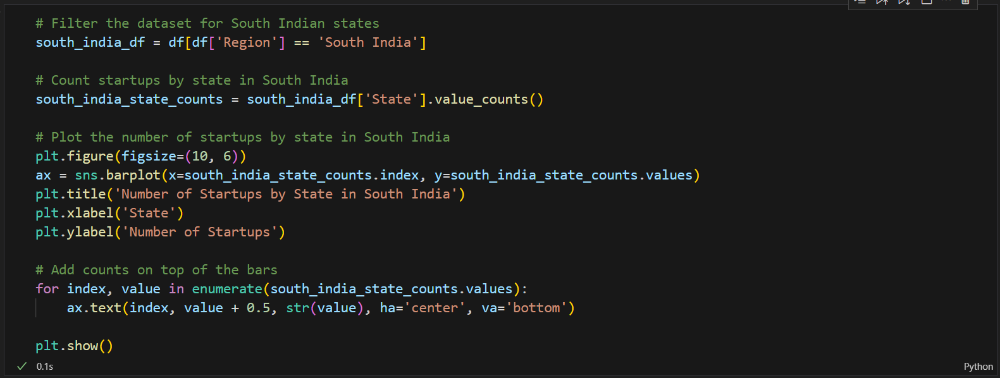 # Filter the dataset for South Indian states
south_india_df = df[df['Region'] == 'South India']
# Count startups by state in South India
south_india_state_counts = south_india_df['State'].value_counts()
# Plot the number of startups by state in South India
plt.figure(figsize=(10, 6))
ax = sns.barplot(x=south_india_state_counts.index, y=south_india_state_counts.values)
plt.title('Number of Startups by State in South India')
plt.xlabel('State')
plt.ylabel('Number of Startups')
# Add counts on top of the bars
for index, value in enumerate(south_india_state_counts.values):
    ax.text(index, value + 0.5, str(value), ha='center', va='bottom')
plt.show()
0.1s
Python